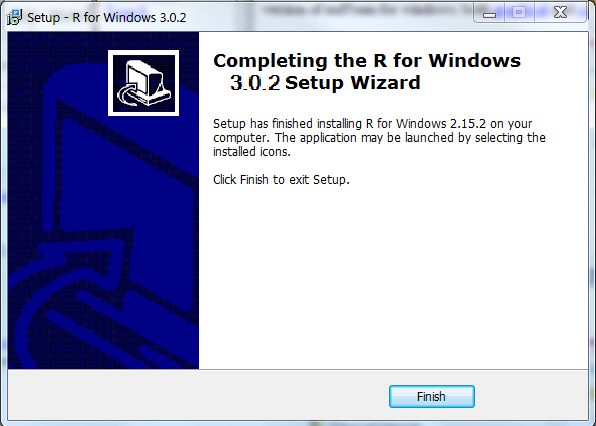 Setup - R for Windows 3.0.2
Completing the R for Windows
3.0.2 Setup Wizard
Setup has finished installing R for Windows 2.15.2 on your
computer. The application may be launched by selecting the
installed icons.
Click Finish to exit Setup.
Finish